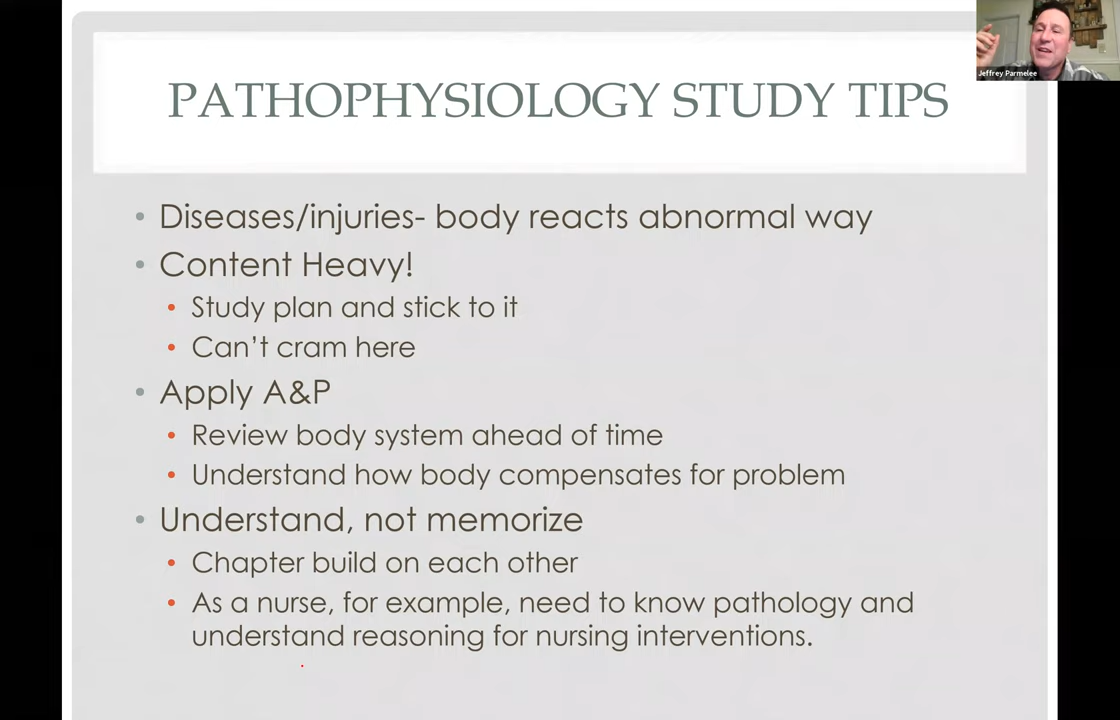 Jeffrey Parmelee
PATHOPHYSIOLOGY STUDY TIPS
• Diseases/injuries- body reacts abnormal way
• Content Heavy!
• Study plan and stick to it
• Can't cram here
• Apply A&P
• Review body system ahead of time
• Understand how body compensates for problem
• Understand, not memorize
• Chapter build on each other
• As a nurse, for example, need to know pathology and
understand reasoning for nursing interventions.